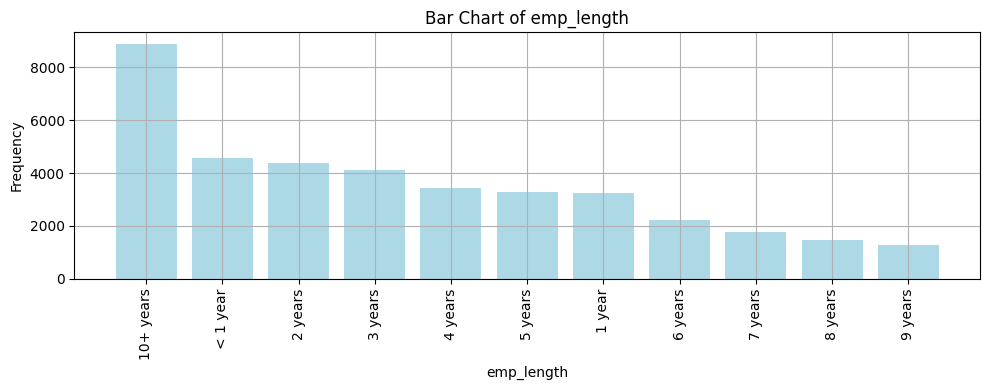 Bar Chart of emp_length
Frequency
8000
6000
4000
2000
0
10+ years
< 1 year
2 years
3 years
4 years
5 years
1 year
6 years
7 years
8 years
9 years
emp_length